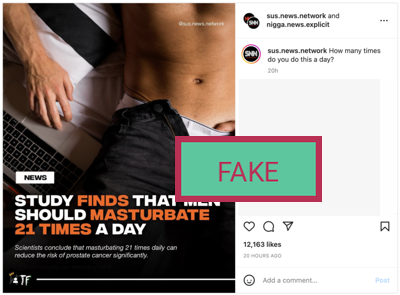 @sus.news.network
NEWS
STUDY FINDS THAT MEN
SHOULD MASTURBATE
21 TIMES A DAY
Scientists conclude that masturbating 21 times daily can
reduce the risk of prostate cancer significantly.
TF
FAKE
SNN
sus.news.network and
nigga.news.explicit
SNN
sus.news.network How many times
do you do this a day?
20h
12,163 likes
20 HOURS AGO
Add a comment...
Post